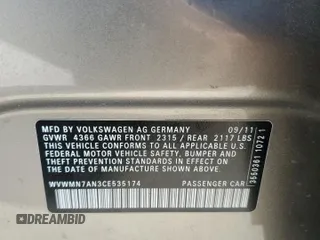 MFD BY VOLKSWAGEN AG GERMANY 09/11
GVWR 4366 GAWR FRONT 2315 / REAR 2117 LBS
THIS VEHICLE CONFORMS TO ALL APPLICABLE U.S.
FEDERAL MOTOR VEHICLE SAFETY, BUMPER AND
THEFT PREVENTION STANDARDS IN EFFECT ON THE
DATE OF MANUFACTURE SHOWN ABOVE.
WVWMN7AN3CE535174 PASSENGER CAR
DREAMBID